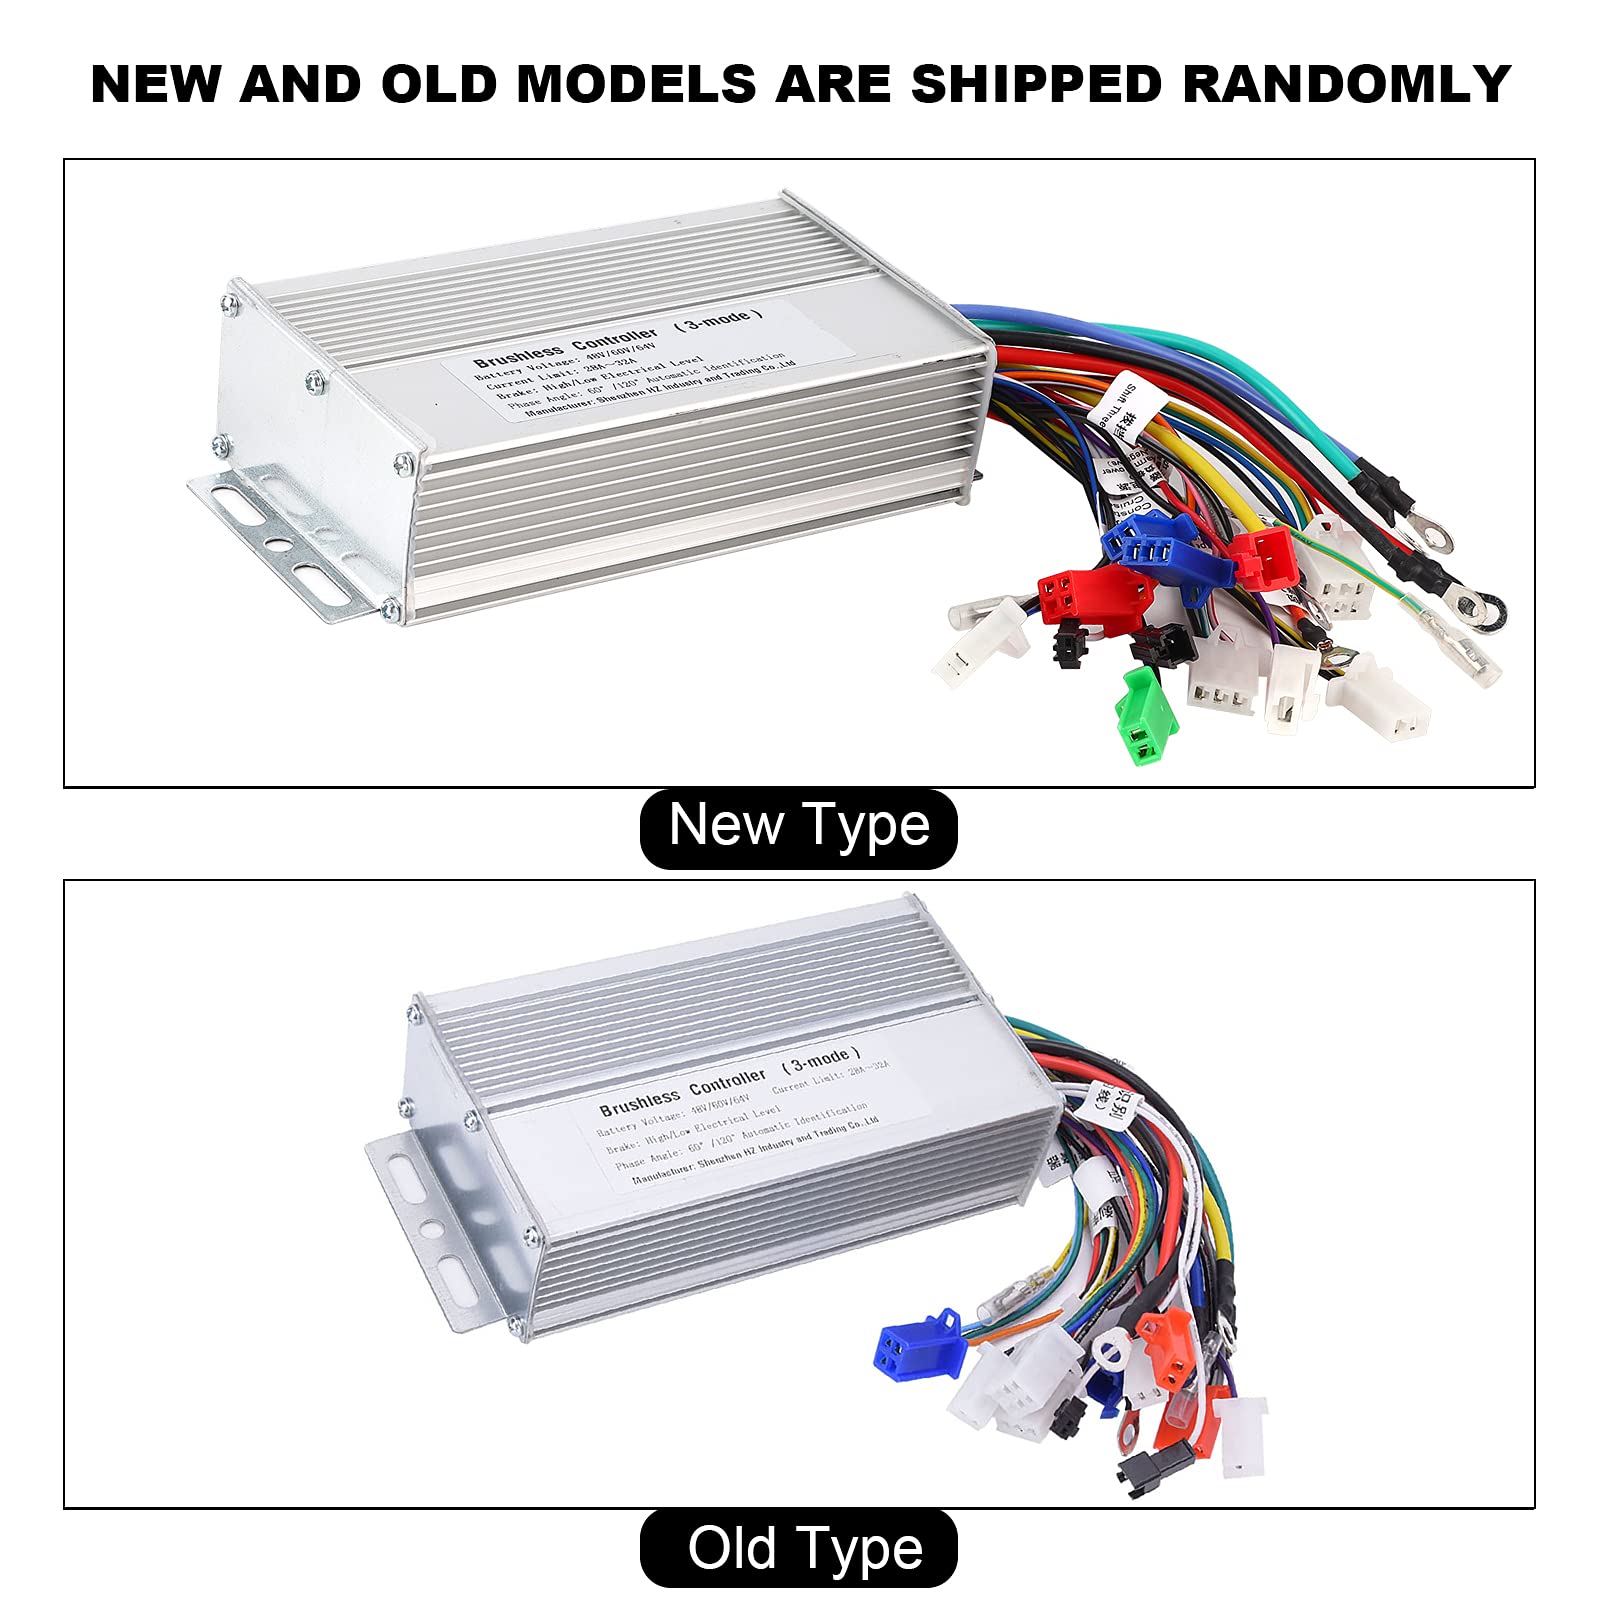 NEW AND OLD MODELS ARE SHIPPED RANDOMLY
Brushless Controller (3-mode)
Battery Voltage: 48V/60V/64V
Current Limit: 28A~32A
Brake: High/Low Electrical Level
Phase Angle: 60° /120° Automatic Identification
Manufacturer: Shenzhen HZ Industry and Trading Co.,Ltd
Shift Three
New Type
Brushless Controller (3-mode)
Battery Voltage: 48V/60V/64V Current Limit: 28A~32A
Brake: High/Low Electrical Level
Phase Angle: 60° /120° Automatic Identification
Manufacturer: Shenzhen HZ Industry and Trading Co.,Ltd
Old Type